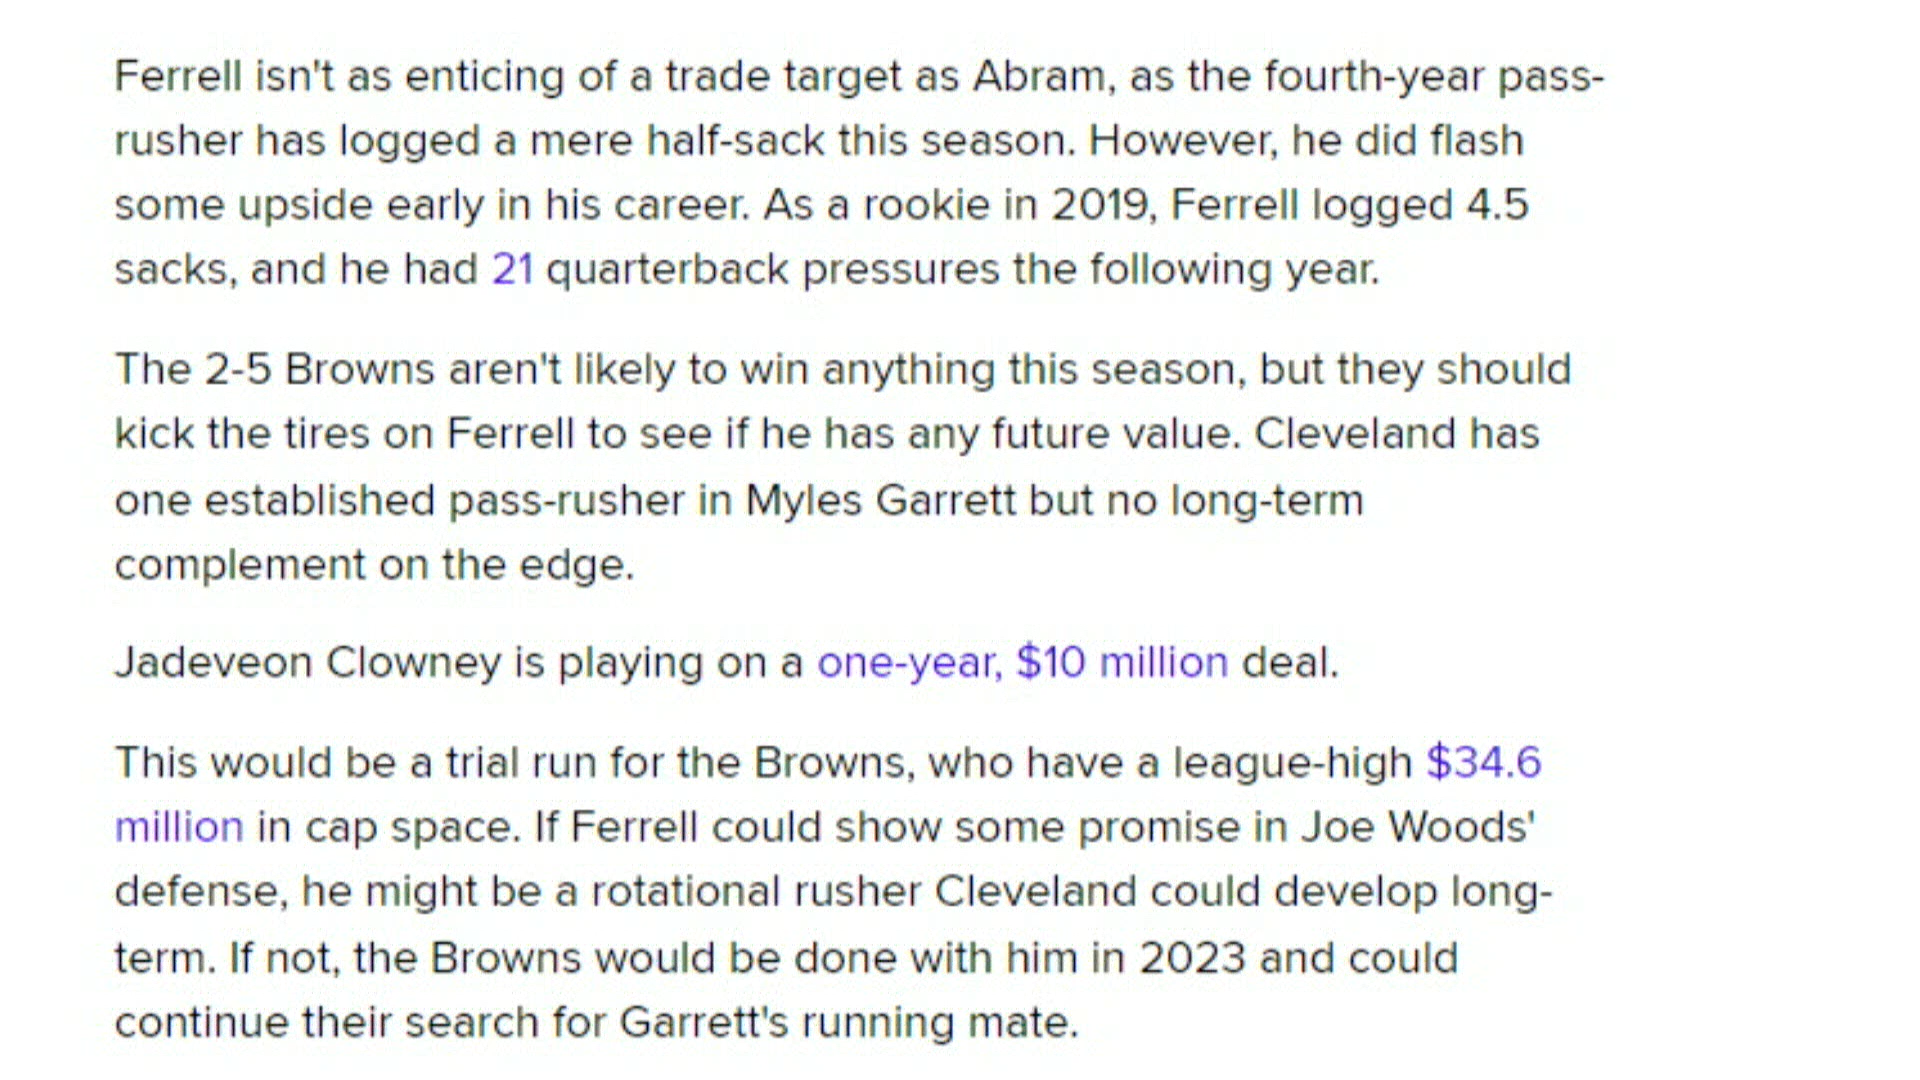 Ferrell isn't as enticing of a trade target as Abram, as the fourth-year pass-
rusher has logged a mere half-sack this season. However, he did flash
some upside early in his career. As a rookie in 2019, Ferrell logged 4.5
sacks, and he had 21 quarterback pressures the following year.
The 2-5 Browns aren't likely to win anything this season, but they should
kick the tires on Ferrell to see if he has any future value. Cleveland has
one established pass-rusher in Myles Garrett but no long-term
complement on the edge.
Jadeveon Clowney is playing on a one-year, $10 million deal.
This would be a trial run for the Browns, who have a league-high $34.6
million in cap space. If Ferrell could show some promise in Joe Woods'
defense, he might be a rotational rusher Cleveland could develop long-
term. If not, the Browns would be done with him in 2023 and could
continue their search for Garrett's running mate.